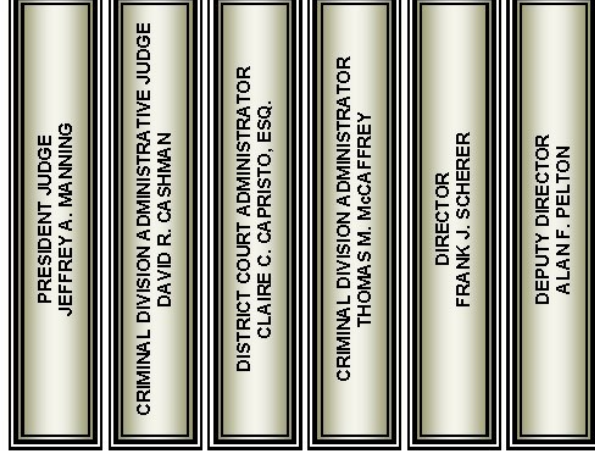 PRESIDENT JUDGE
JEFFREY A. MANNING
CRIMINAL DIVISION ADMINISTRATIVE JUDGE
DAVID R. CASHMAN
DISTRICT COURT ADMINISTRATOR
CLAIRE C. CAPRISTO, ESQ.
CRIMINAL DIVISION ADMINISTRATOR
THOMAS M. McCAFFREY
DIRECTOR
FRANK J. SCHERER
DEPUTY DIRECTOR
ALAN F. PELTON